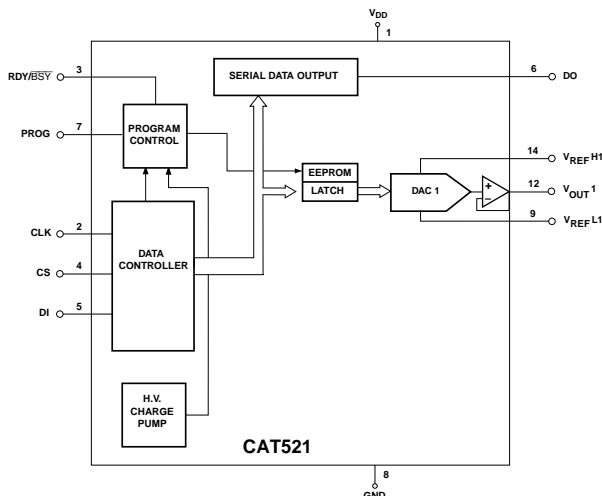 VDD
1
RDY/BSY
3
SERIAL DATA OUTPUT
6
DO
PROG
7
PROGRAM
CONTROL
14
VREFH1
EEPROM
LATCH
DAC 1
+
−
12
VOUT1
9
VREFL1
CLK
2
DATA
CONTROLLER
CS
4
DI
5
H.V.
CHARGE
PUMP
CAT521
8
GND